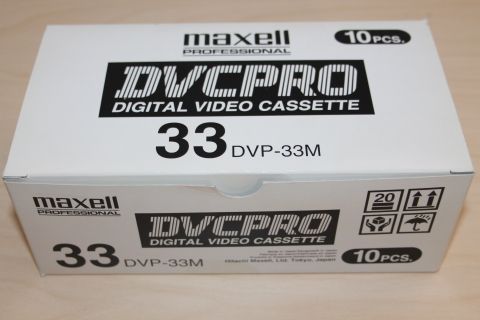 maxell
PROFESSIONAL
10 PCS.
DVCPRO
DIGITAL VIDEO CASSETTE
33 DVP-33M
maxell
PROFESSIONAL
20
DVCPRO
DIGITAL VIDEO CASSETTE
33 DVP-33M
Hitachi Maxell, Ltd. Tokyo, Japan
10 PCS.